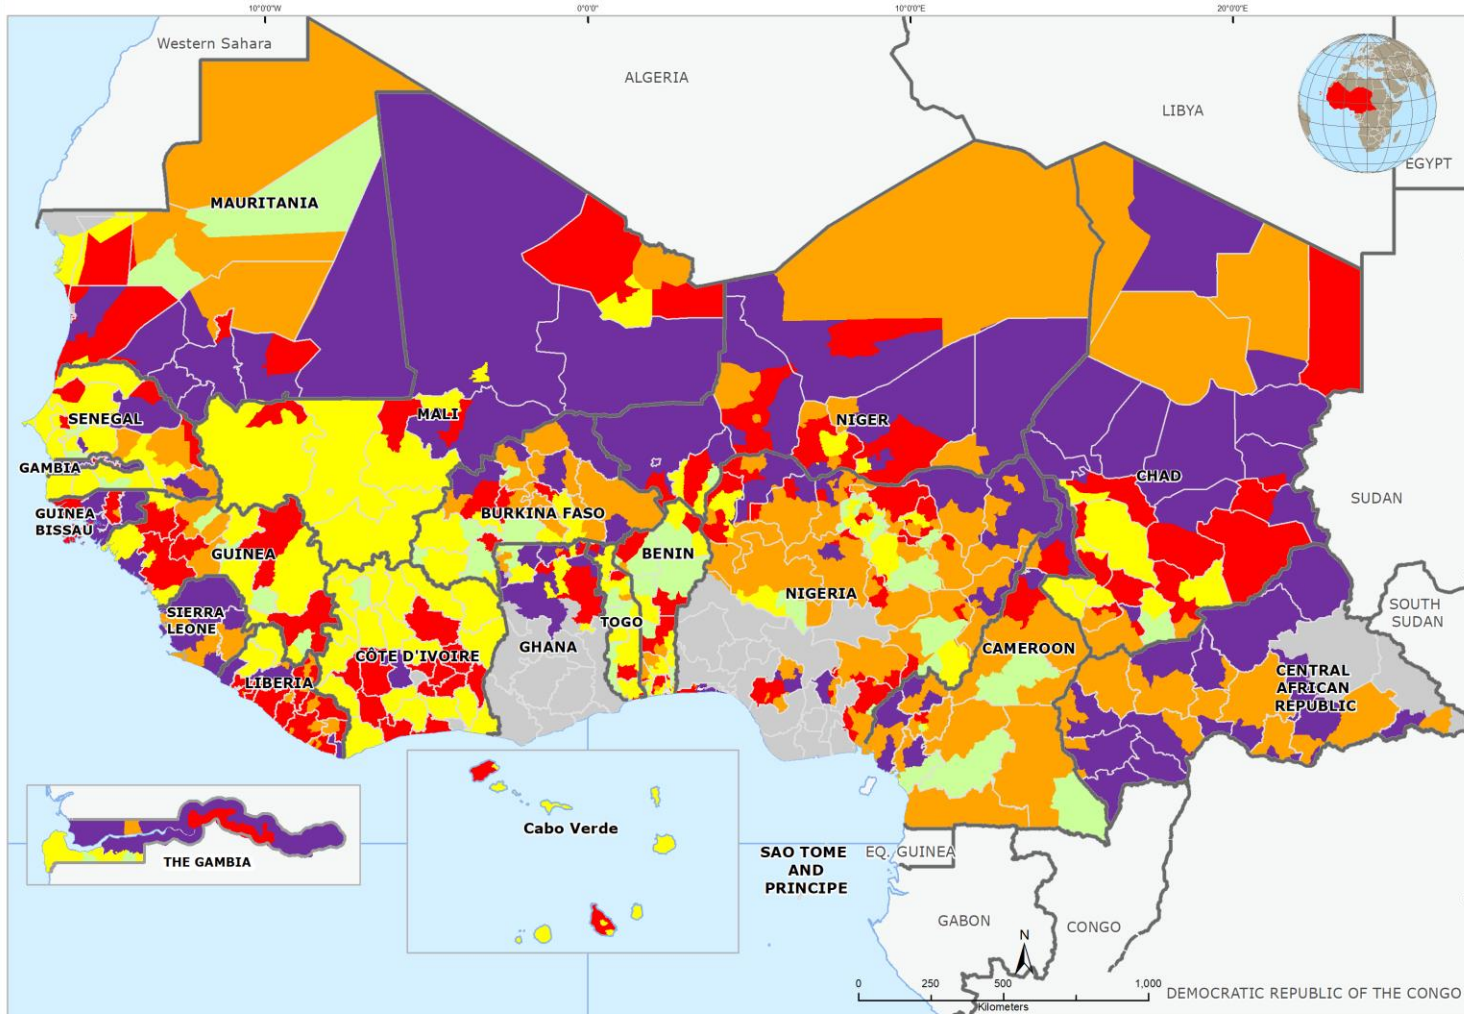 10°0'0"W
0°0'0"
10°0'0"E
20°0'0"E
Western Sahara
ALGERIA
LIBYA
EGYPT
MAURITANIA
SENEGAL
MALI
NIGER
GAMBIA
CHAD
SUDAN
GUINEA
BISSAU
BURKINA FASO
GUINEA
BENIN
NIGERIA
SIERRA
LEONE
TOGO
SOUTH
SUDAN
GHANA
CÔTE D'IVOIRE
CAMEROON
LIBERIA
CENTRAL
AFRICAN
REPUBLIC
Cabo Verde
THE GAMBIA
SAO TOME
AND
PRINCIPE
EQ. GUINEA
GABON
CONGO
N
0 250 500 1,000
Kilometers
DEMOCRATIC REPUBLIC OF THE CONGO